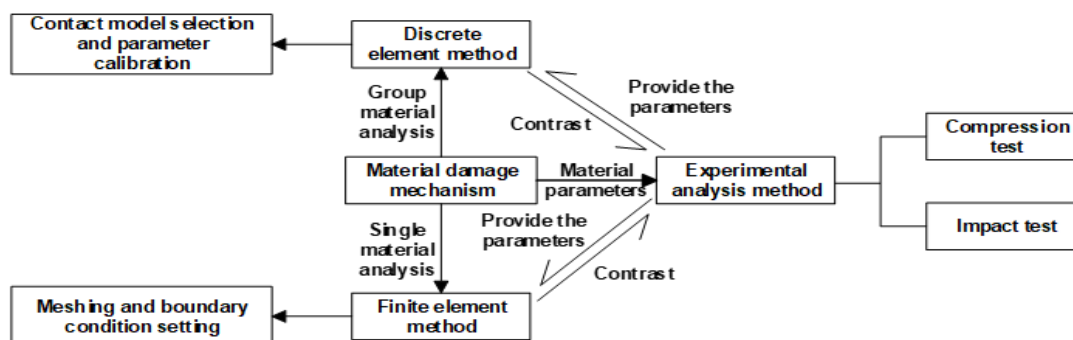 Contact model selection
and parameter
calibration
Discrete
element method
Group
material
analysis
Provide the
parameters
Contrast
Compression
test
Material damage
mechanism
Material
parameters
Experimental
analysis method
Provide the
parameters
Single
material
analysis
Impact test
Contrast
Meshing and boundary
condition setting
Finite element
method